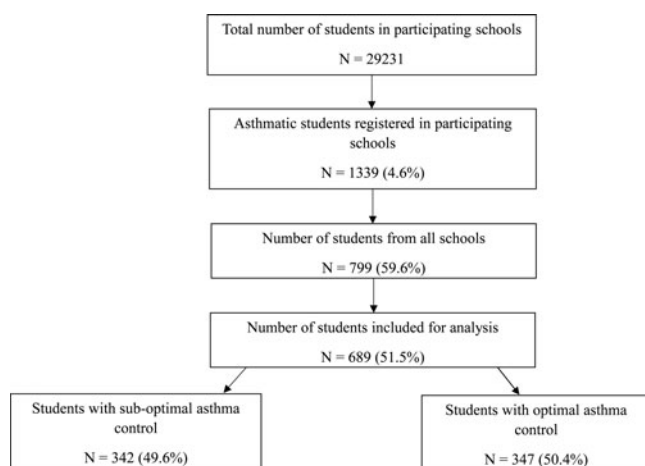 Total number of students in participating schools
N = 29231
Asthmatic students registered in participating
schools
N = 1339 (4.6%)
Number of students from all schools
N = 799 (59.6%)
Number of students included for analysis
N = 689 (51.5%)
Students with sub-optimal asthma
control
N = 342 (49.6%)
Students with optimal asthma
control
N = 347 (50.4%)